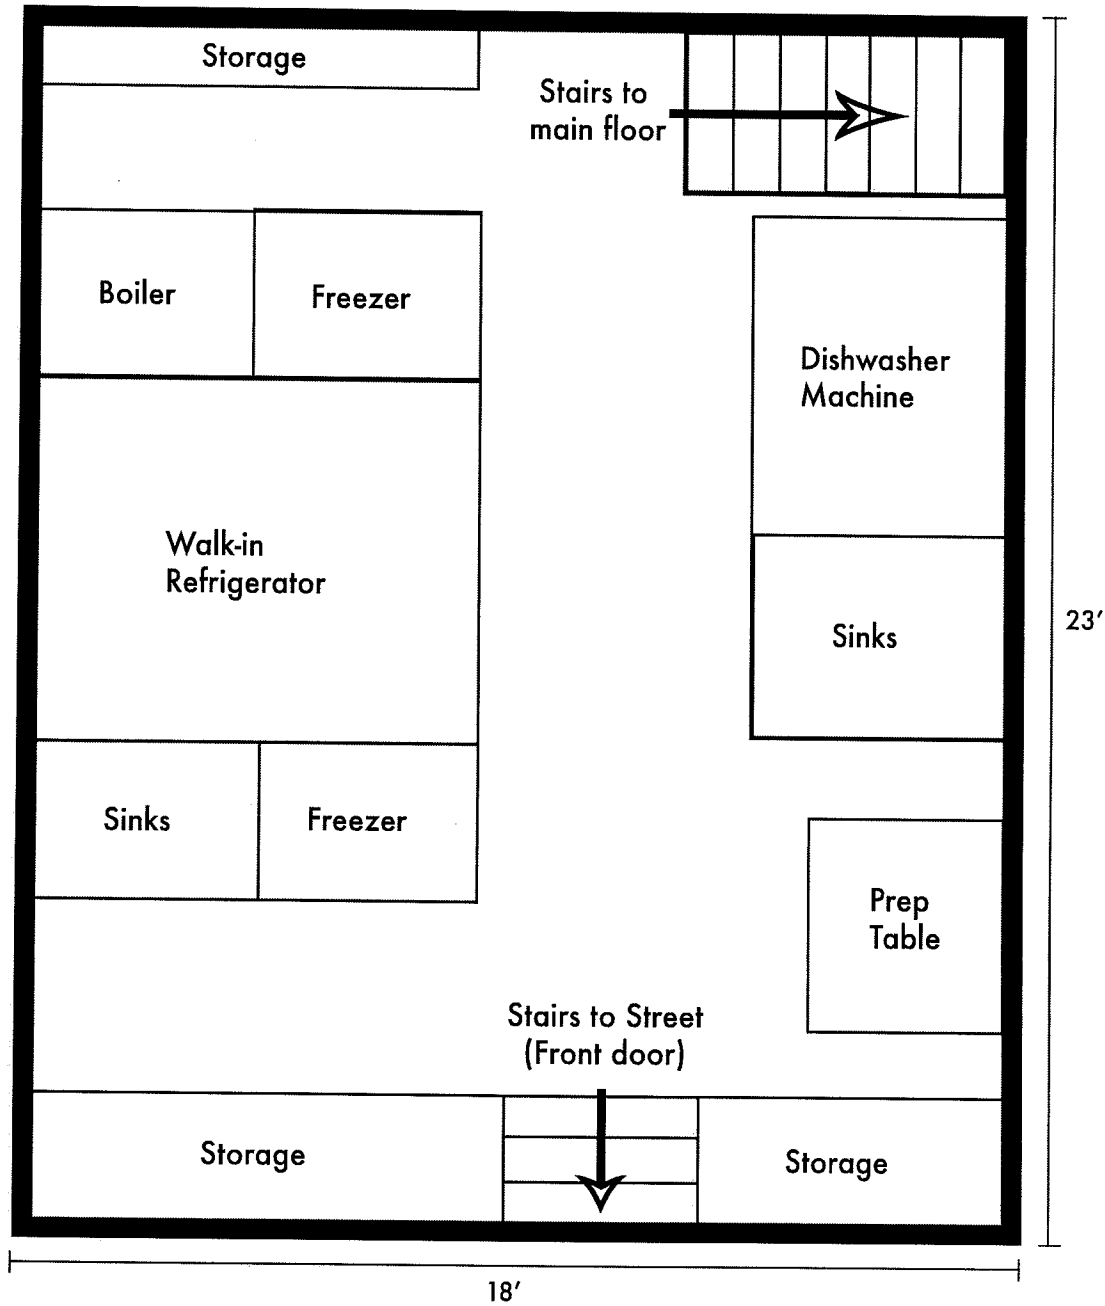 Storage
Stairs to
main floor
Boiler
Freezer
Dishwasher
Machine
Walk-in
Refrigerator
23′
Sinks
Sinks
Freezer
Prep
Table
Stairs to Street
(Front door)
Storage
Storage
18′